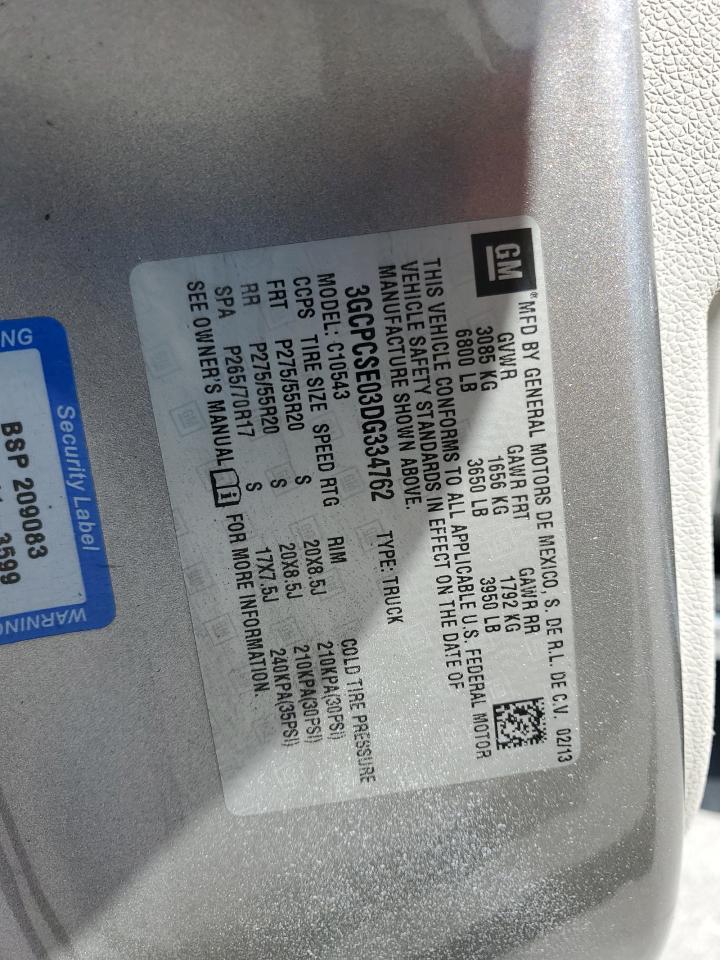 GM
® MFD BY GENERAL MOTORS DE MEXICO, S. DE R.L. DE C.V. 02/13
GVWR GAWR FRT GAWR RR
3085 KG 1656 KG 1792 KG
6800 LB 3650 LB 3950 LB
THIS VEHICLE CONFORMS TO ALL APPLICABLE U.S. FEDERAL MOTOR
VEHICLE SAFETY STANDARDS IN EFFECT ON THE DATE OF
MANUFACTURE SHOWN ABOVE.
3GCPCSE03DG334762 TYPE: TRUCK
MODEL: C10543
CCPS TIRE SIZE SPEED RTG RIM COLD TIRE PRESSURE
FRT P275/55R20 S 20X8.5J 210KPA(30PSI)
RR P275/55R20 S 20X8.5J 210KPA(30PSI)
SPA P265/70R17 S 17X7.5J 240KPA(35PSI)
SEE OWNER'S MANUAL FOR MORE INFORMATION.
Security Label
BSP 209083
3599
WARNING